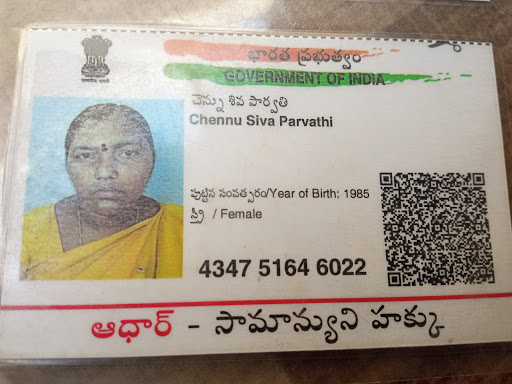 భారత ప్రభుత్వం
GOVERNMENT OF INDIA
చెన్ను శివ పార్వతి
Chennu Siva Parvathi
పుట్టిన సంవత్సరం/Year of Birth: 1985
స్త్రీ / Female
4347 5164 6022
ఆధార్ - సామాన్యుని హక్కు